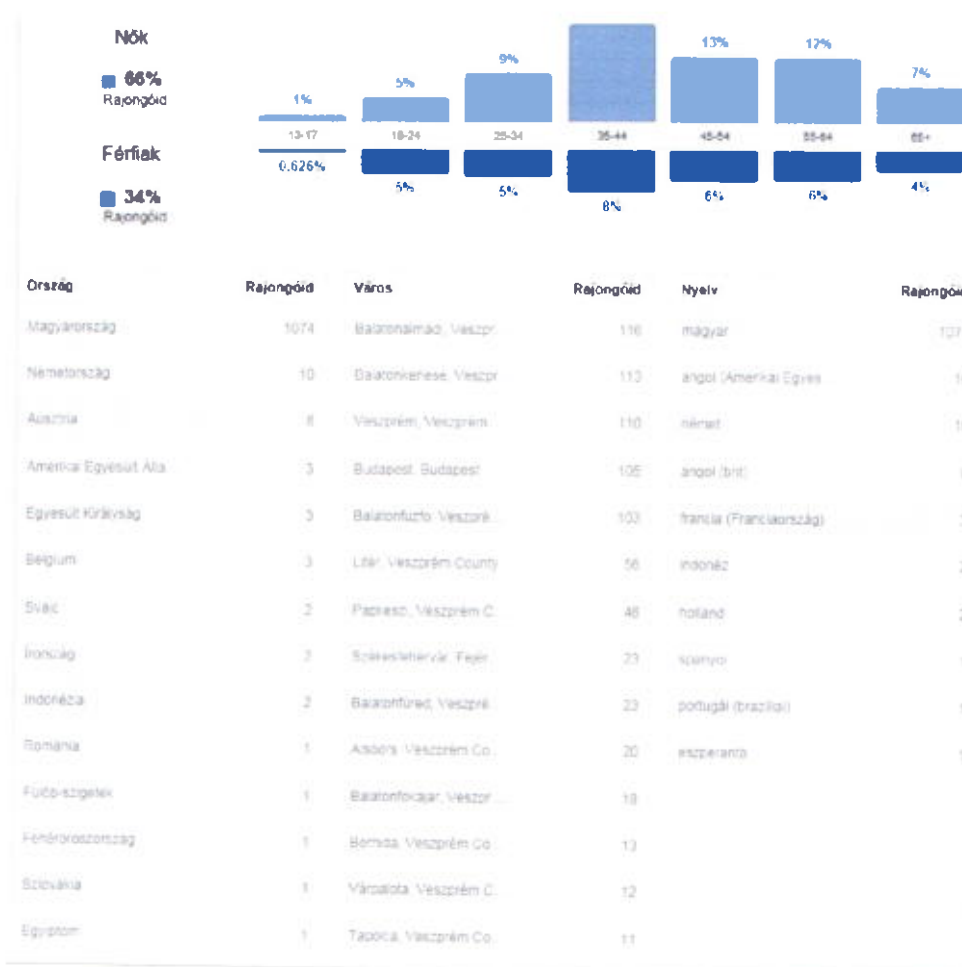 Nők
66%
Rajongóid
1% 5% 9% 13% 12% 7%
13-17 18-24 25-34 35-44 45-54 55-64 65+
Férfiak
34%
Rajongóid
0.626% 5% 5% 8% 6% 6% 4%
Ország Rajongóid Város Rajongóid Nyelv Rajongóid
Magyarország 1074 Balatonalmádi, Veszpr... 116 magyar
Németország 10 Balatonkenese, Veszpr... 113 angol (Amerikai Egyes...
Ausztria Veszprém, Veszprém... 110 német
Amerikai Egyesült Álla... 3 Budapest, Budapest 105 angol (brit)
Egyesült Királyság 3 Balatonfűzfő, Veszpré... 103 francia (Franciaország)
Belgium 3 Litér, Veszprém County 56 indonéz
Svájc 2 Papkeszi, Veszprém C... 46 holland
Írország 2 Székesfehérvár, Fejér... 23 spanyol
Indonézia 2 Balatonfüred, Veszpré... 23 portugál (brazíliai)
Románia 1 Alsóörs, Veszprém Co... 20 eszperantó
Fülöp-szigetek 1 Balatonfőkajár, Veszpr...
Fehéroroszország 1 Berhida, Veszprém Co... 13
Szlovákia 1 Várpalota, Veszprém C... 12
Egyiptom 1 Tapolca, Veszprém Co... 11